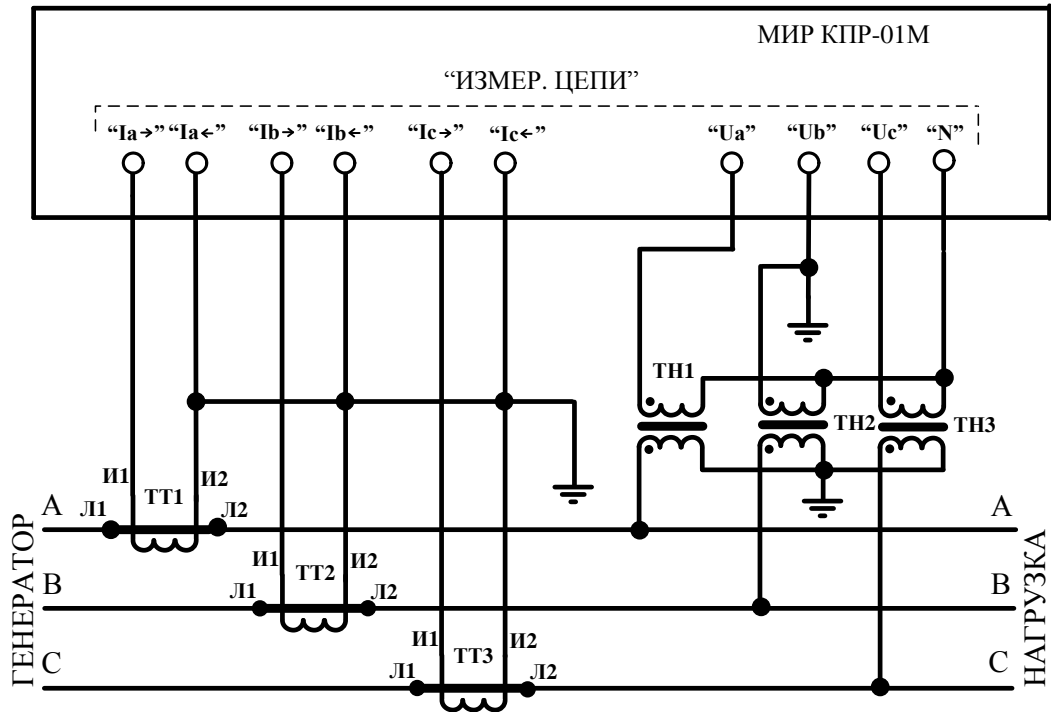 МИР КПР-01М
“ИЗМЕР. ЦЕПИ”
“Ia→” “Ia←” “Ib→” “Ib←” “Ic→” “Ic←” “Ua” “Ub” “Uc” “N”
ТН1
ТН2 ТН3
И1 ТТ1 И2
А Л1 Л2 А
И1 ТТ2 И2
В Л1 Л2 В
И1 ТТ3 И2
С Л1 Л2 С
ГЕНЕРАТОР
НАГРУЗКА